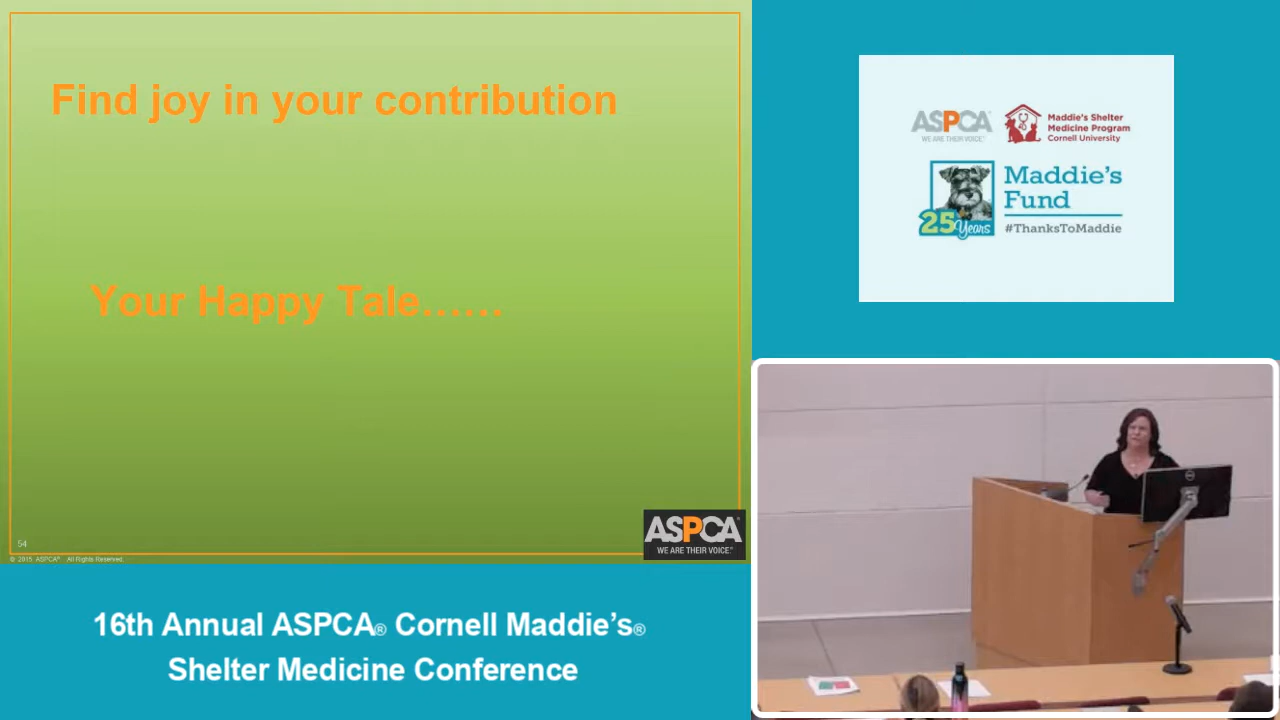 Find joy in your contribution
Your Happy Tale......
54
© 2015 ASPCA® All Rights Reserved.
ASPCA®
WE ARE THEIR VOICE.™
16th Annual ASPCA® Cornell Maddie's®
Shelter Medicine Conference
ASPCA®
WE ARE THEIR VOICE.™
Maddie's Shelter
Medicine Program
Cornell University
Maddie's
Fund
25
Years
#ThanksToMaddie